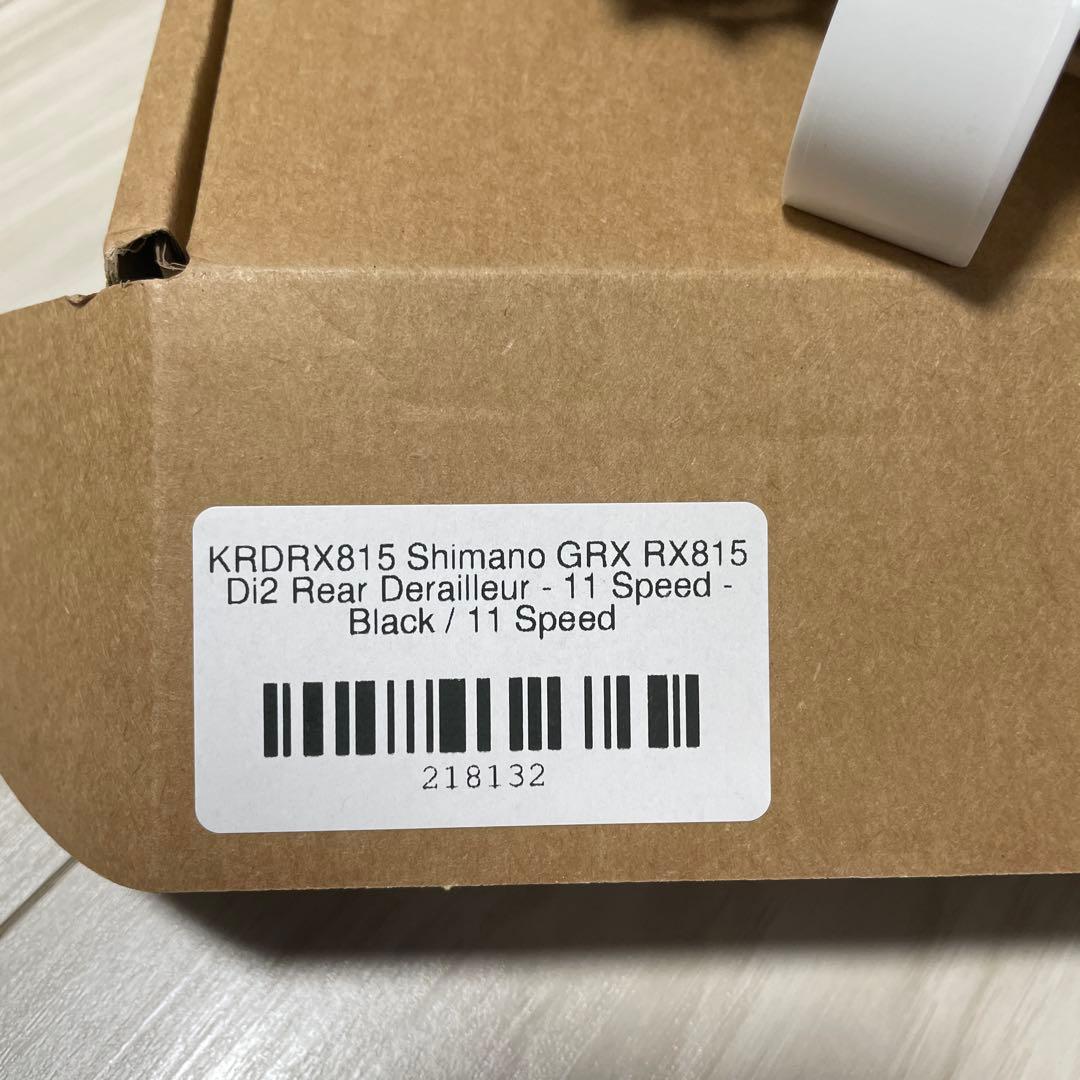 KRDRX815 Shimano GRX RX815
Di2 Rear Derailleur - 11 Speed -
Black / 11 Speed
218132